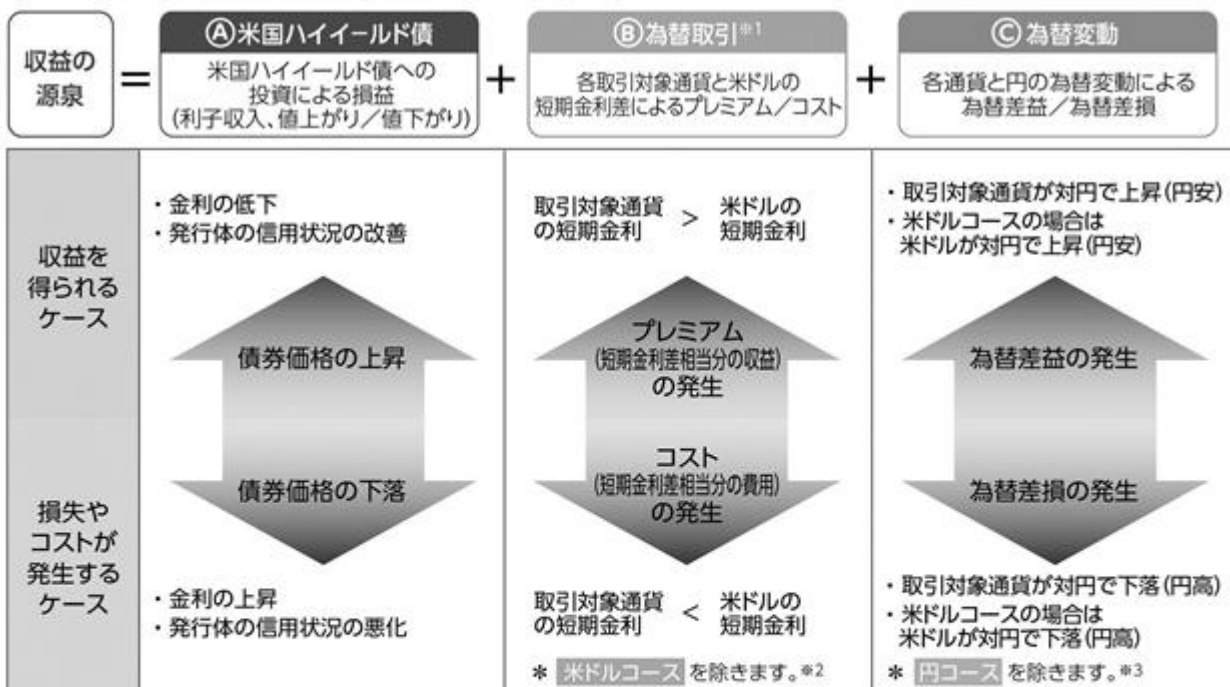 収益の
源泉
=
Ⓐ米国ハイイールド債
米国ハイイールド債への
投資による損益
(利子収入、値上がり/値下がり)
+
Ⓑ為替取引※1
各取引対象通貨と米ドルの
短期金利差によるプレミアム/コスト
+
Ⓒ為替変動
各通貨と円の為替変動による
為替差益/為替差損
収益を
得られる
ケース
・金利の低下
・発行体の信用状況の改善
債券価格の上昇
取引対象通貨の短期金利 > 米ドルの短期金利
プレミアム
(短期金利差相当分の収益)
の発生
・取引対象通貨が対円で上昇(円安)
・米ドルコースの場合は
米ドルが対円で上昇(円安)
為替差益の発生
損失や
コストが
発生する
ケース
債券価格の下落
・金利の上昇
・発行体の信用状況の悪化
コスト
(短期金利差相当分の費用)
の発生
取引対象通貨の短期金利 < 米ドルの短期金利
* 米ドルコース を除きます。※2
為替差損の発生
・取引対象通貨が対円で下落(円高)
・米ドルコースの場合は
米ドルが対円で下落(円高)
* 円コース を除きます。※3